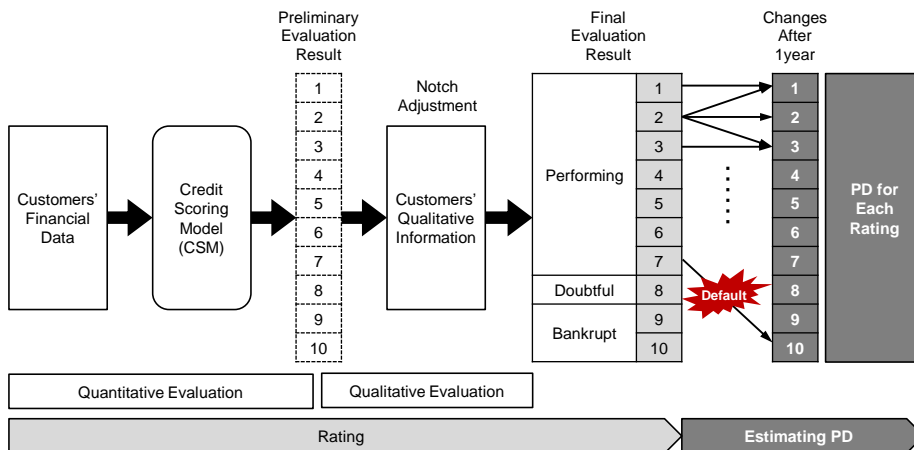 Preliminary
Evaluation
Result
Final
Evaluation
Result
Changes
After
1year
Notch
Adjustment
Customers'
Financial
Data
Credit
Scoring
Model
(CSM)
1
2
3
4
5
6
7
8
9
10
Customers'
Qualitative
Information
Performing
Doubtful
Bankrupt
1
2
3
4
5
6
7
8
9
10
Default
1
2
3
4
5
6
7
8
9
10
PD for
Each
Rating
Quantitative Evaluation
Qualitative Evaluation
Rating
Estimating PD